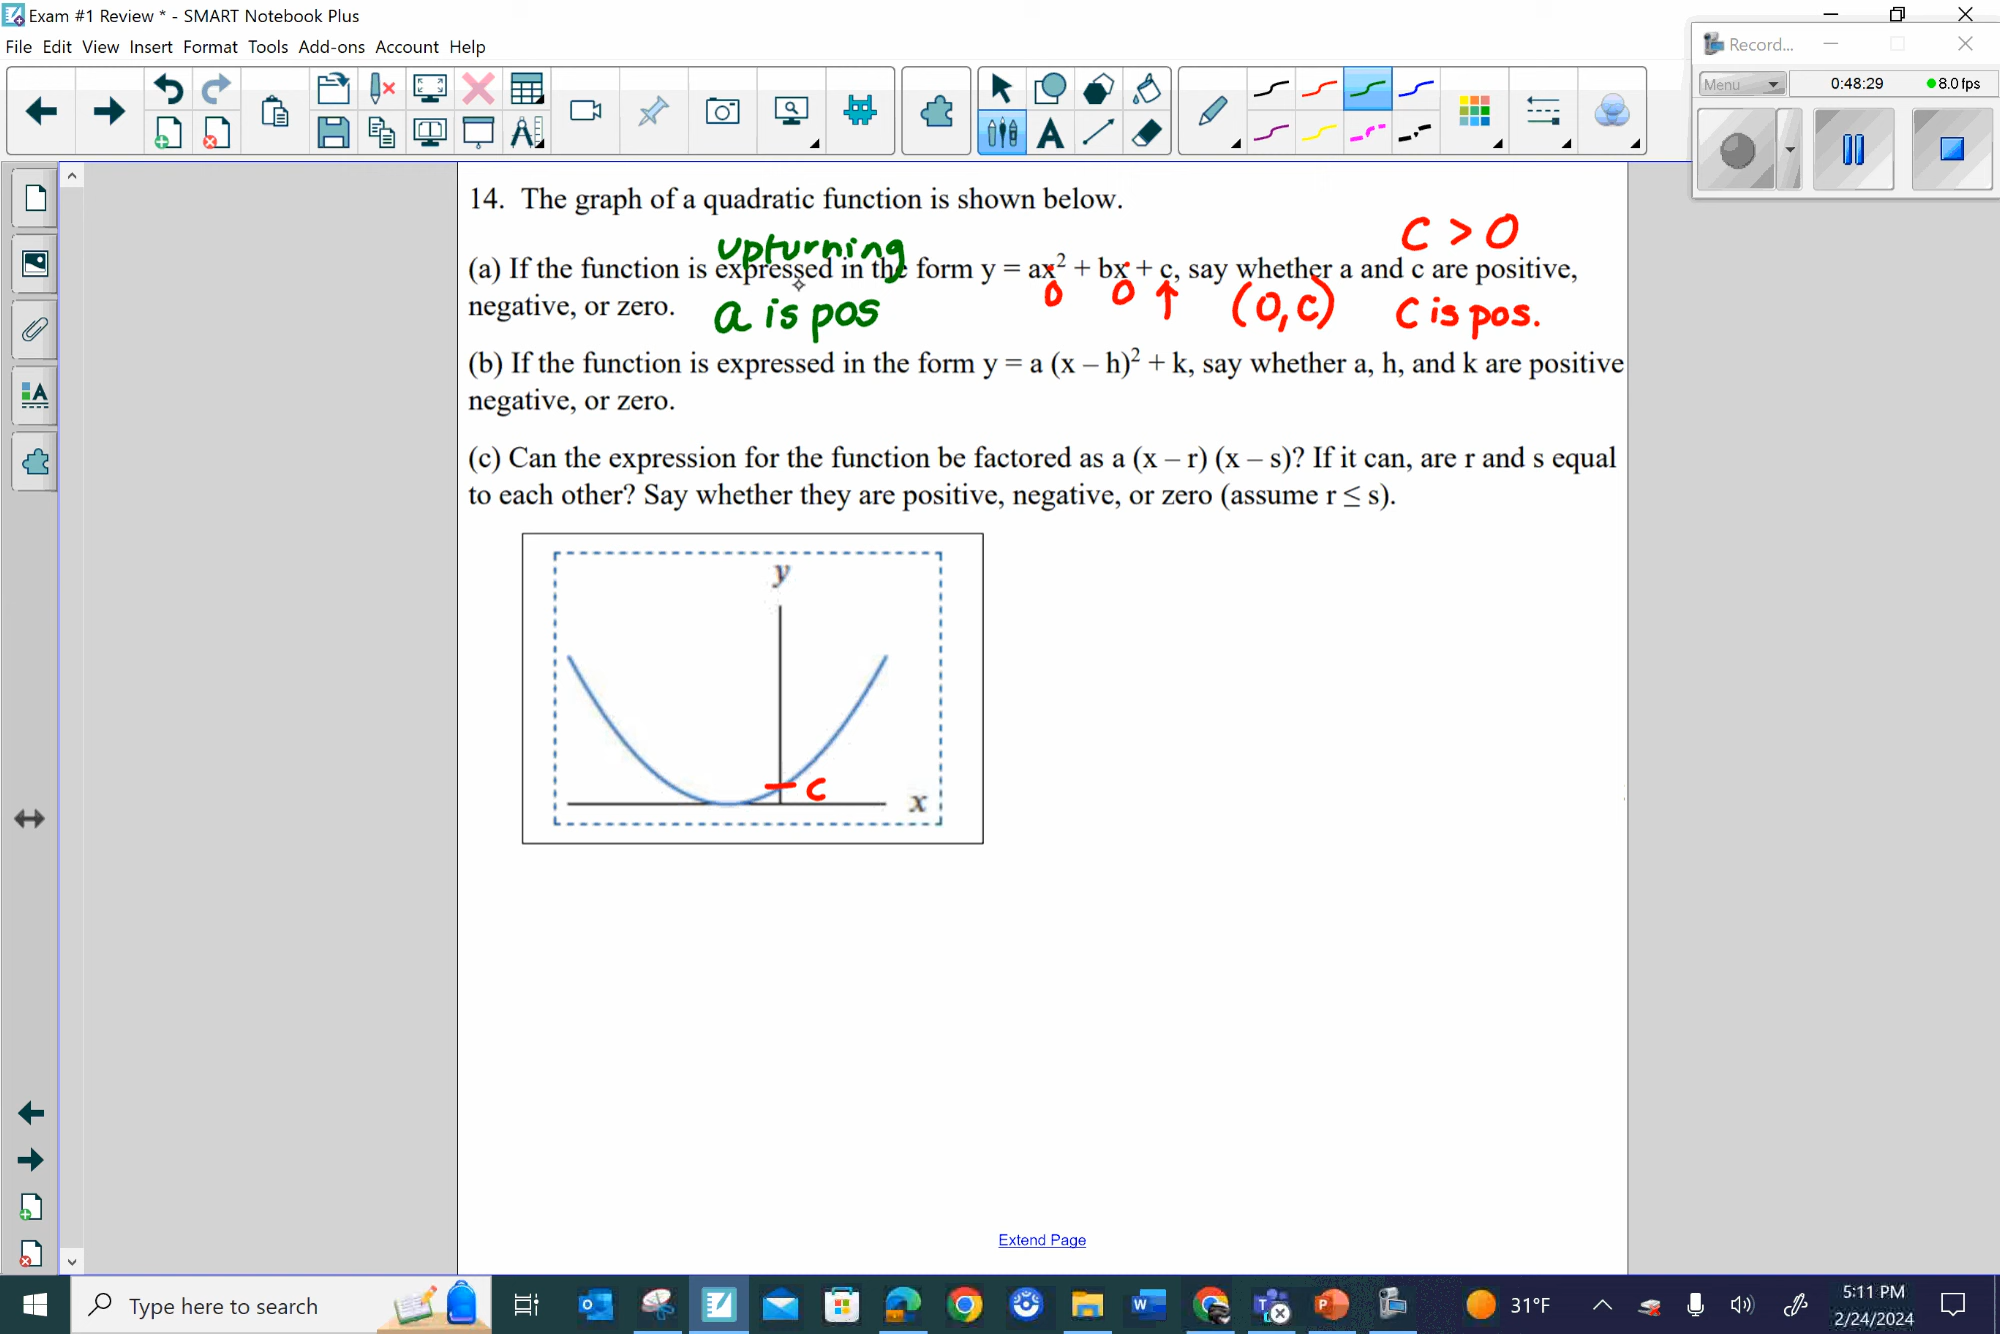 Exam #1 Review * - SMART Notebook Plus
File Edit View Insert Format Tools Add-ons Account Help
Record...
Menu
0:48:29
8.0 fps
14. The graph of a quadratic function is shown below.
C > 0
upturning
(a) If the function is expressed in the form y = ax² + bx + c, say whether a and c are positive,
negative, or zero.
a is pos
0 0 ↑ (0,c)
C is pos.
(b) If the function is expressed in the form y = a (x – h)² + k, say whether a, h, and k are positive
negative, or zero.
(c) Can the expression for the function be factored as a (x – r) (x – s)? If it can, are r and s equal
to each other? Say whether they are positive, negative, or zero (assume r ≤ s).
y
c
x
Extend Page
Type here to search
31°F
5:11 PM
2/24/2024